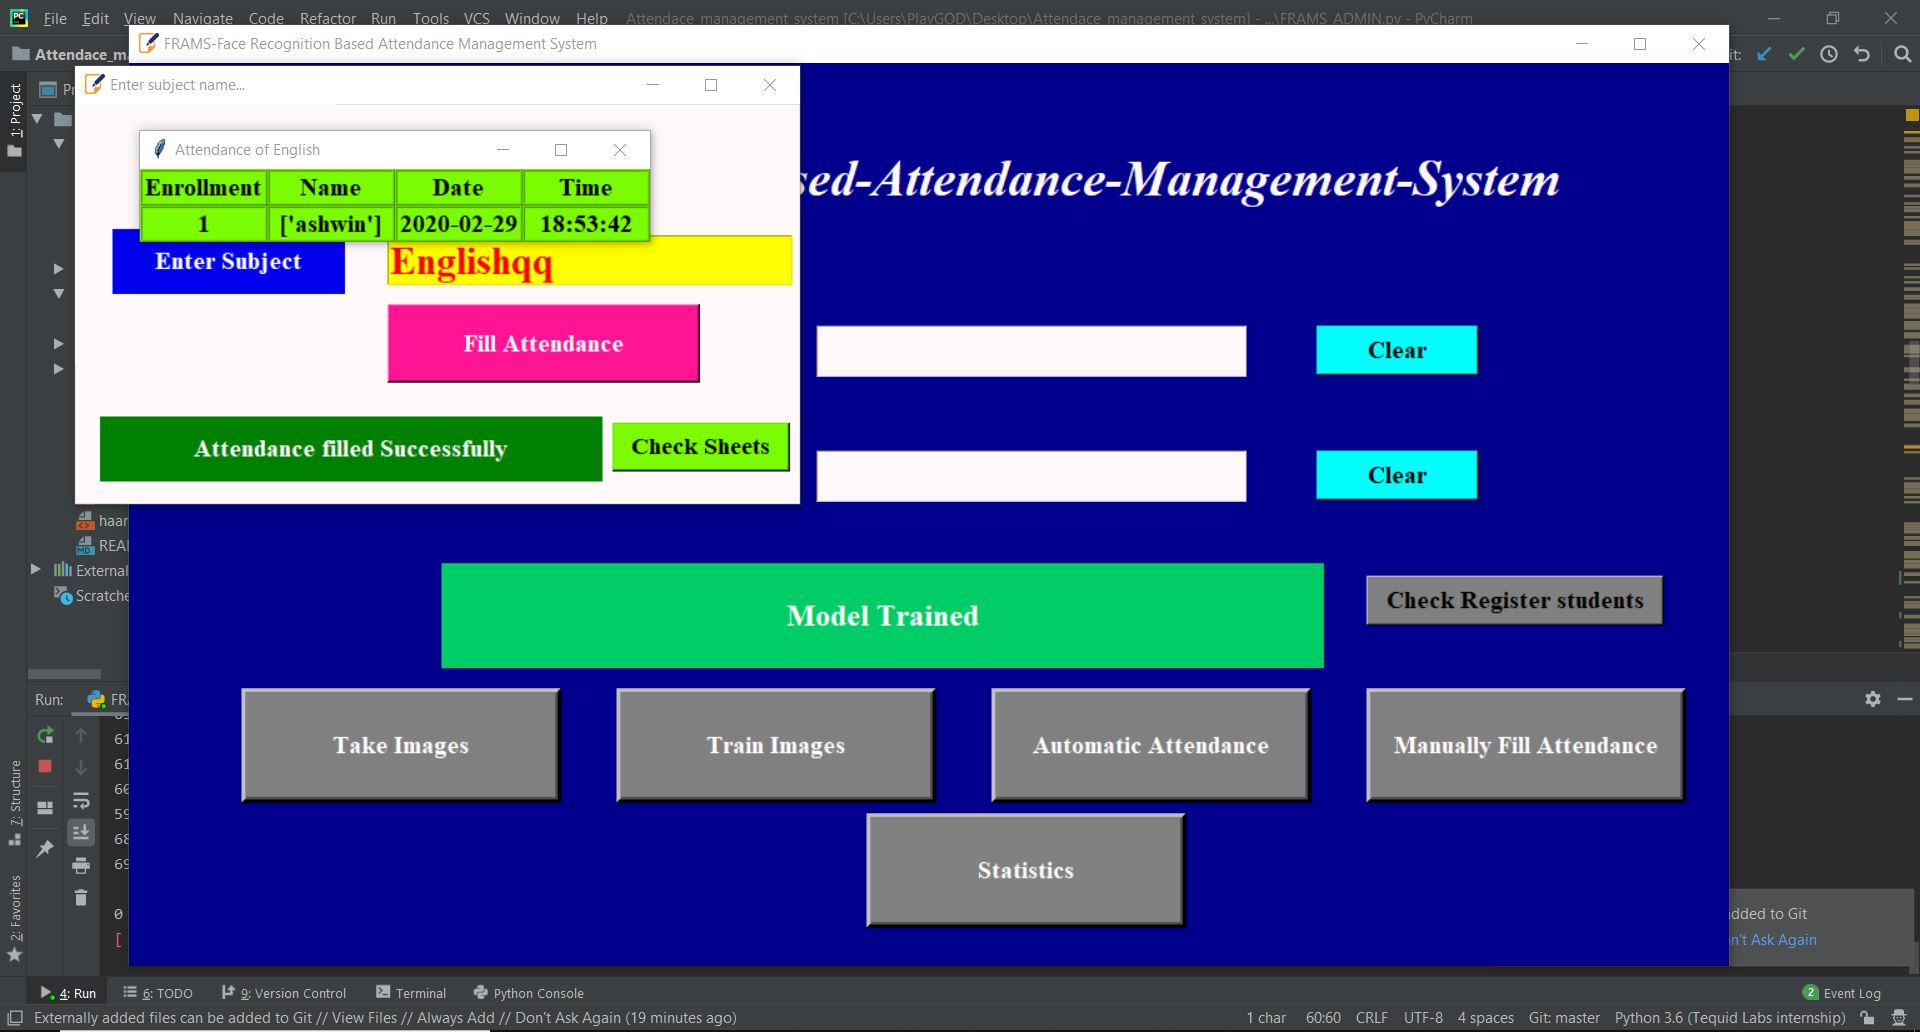 File Edit View Navigate Code Refactor Run Tools VCS Window Help Attendace_management_system [C:\Users\PlayGOD\Desktop\Attendace_management_system] - ...\FRAMS_ADMIN.py - PyCharm
FRAMS-Face Recognition Based Attendance Management System
Attendace_m
Enter subject name...
1: Project
Attendance of English
Enrollment Name Date Time
1 ['ashwin'] 2020-02-29 18:53:42
sed-Attendance-Management-System
Enter Subject
Englishqq
Fill Attendance
Clear
Attendance filled Successfully
Check Sheets
Clear
haar
REA
External
Scratche
Model Trained
Check Register students
Run: FR
Take Images
Train Images
Automatic Attendance
Manually Fill Attendance
61
61
60
59
68
69
0
[
7: Structure
2: Favorites
Statistics
dded to Git
n't Ask Again
4: Run 6: TODO 9: Version Control Terminal Python Console 2 Event Log
Externally added files can be added to Git // View Files // Always Add // Don't Ask Again (19 minutes ago) 1 char 60:60 CRLF UTF-8 4 spaces Git: master Python 3.6 (Tequid Labs internship)